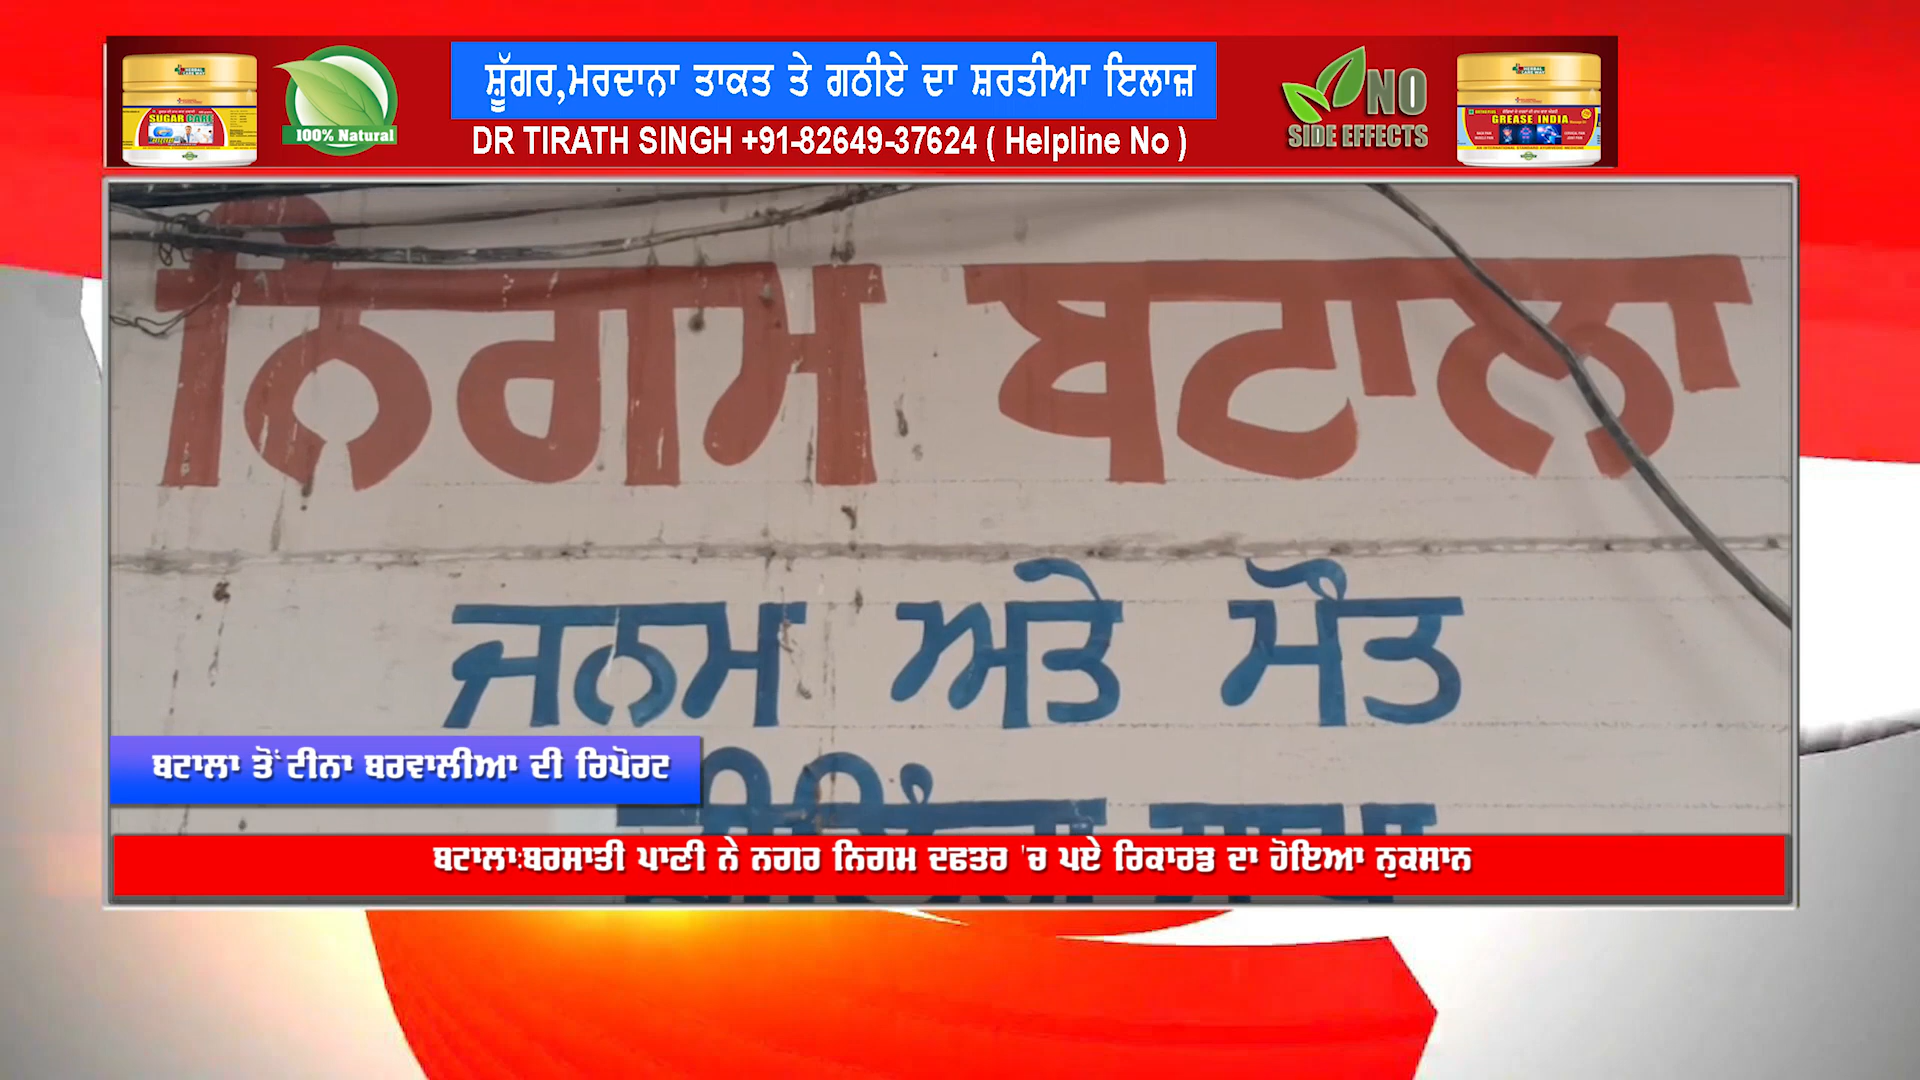 ਸ਼ੂੱਗਰ,ਮਰਦਾਨਾ ਤਾਕਤ ਤੇ ਗਠੀਏ ਦਾ ਸ਼ਰਤੀਆ ਇਲਾਜ਼
DR TIRATH SINGH +91-82649-37624 ( Helpline No )
SUGAR CARE
100% Natural
NO
SIDE EFFECTS
GREASE INDIA
ਨਿਗਮ ਬਟਾਲਾ
ਜਨਮ ਅਤੇ ਮੌਤ
ਬਟਾਲਾ ਤੋਂ ਟੀਨਾ ਬਰਵਾਲੀਆ ਦੀ ਰਿਪੋਰਟ
ਬਟਾਲਾ:ਬਰਸਾਤੀ ਪਾਣੀ ਨੇ ਨਗਰ ਨਿਗਮ ਦਫਤਰ 'ਚ ਪਏ ਰਿਕਾਰਡ ਦਾ ਹੋਇਆ ਨੁਕਸਾਨ